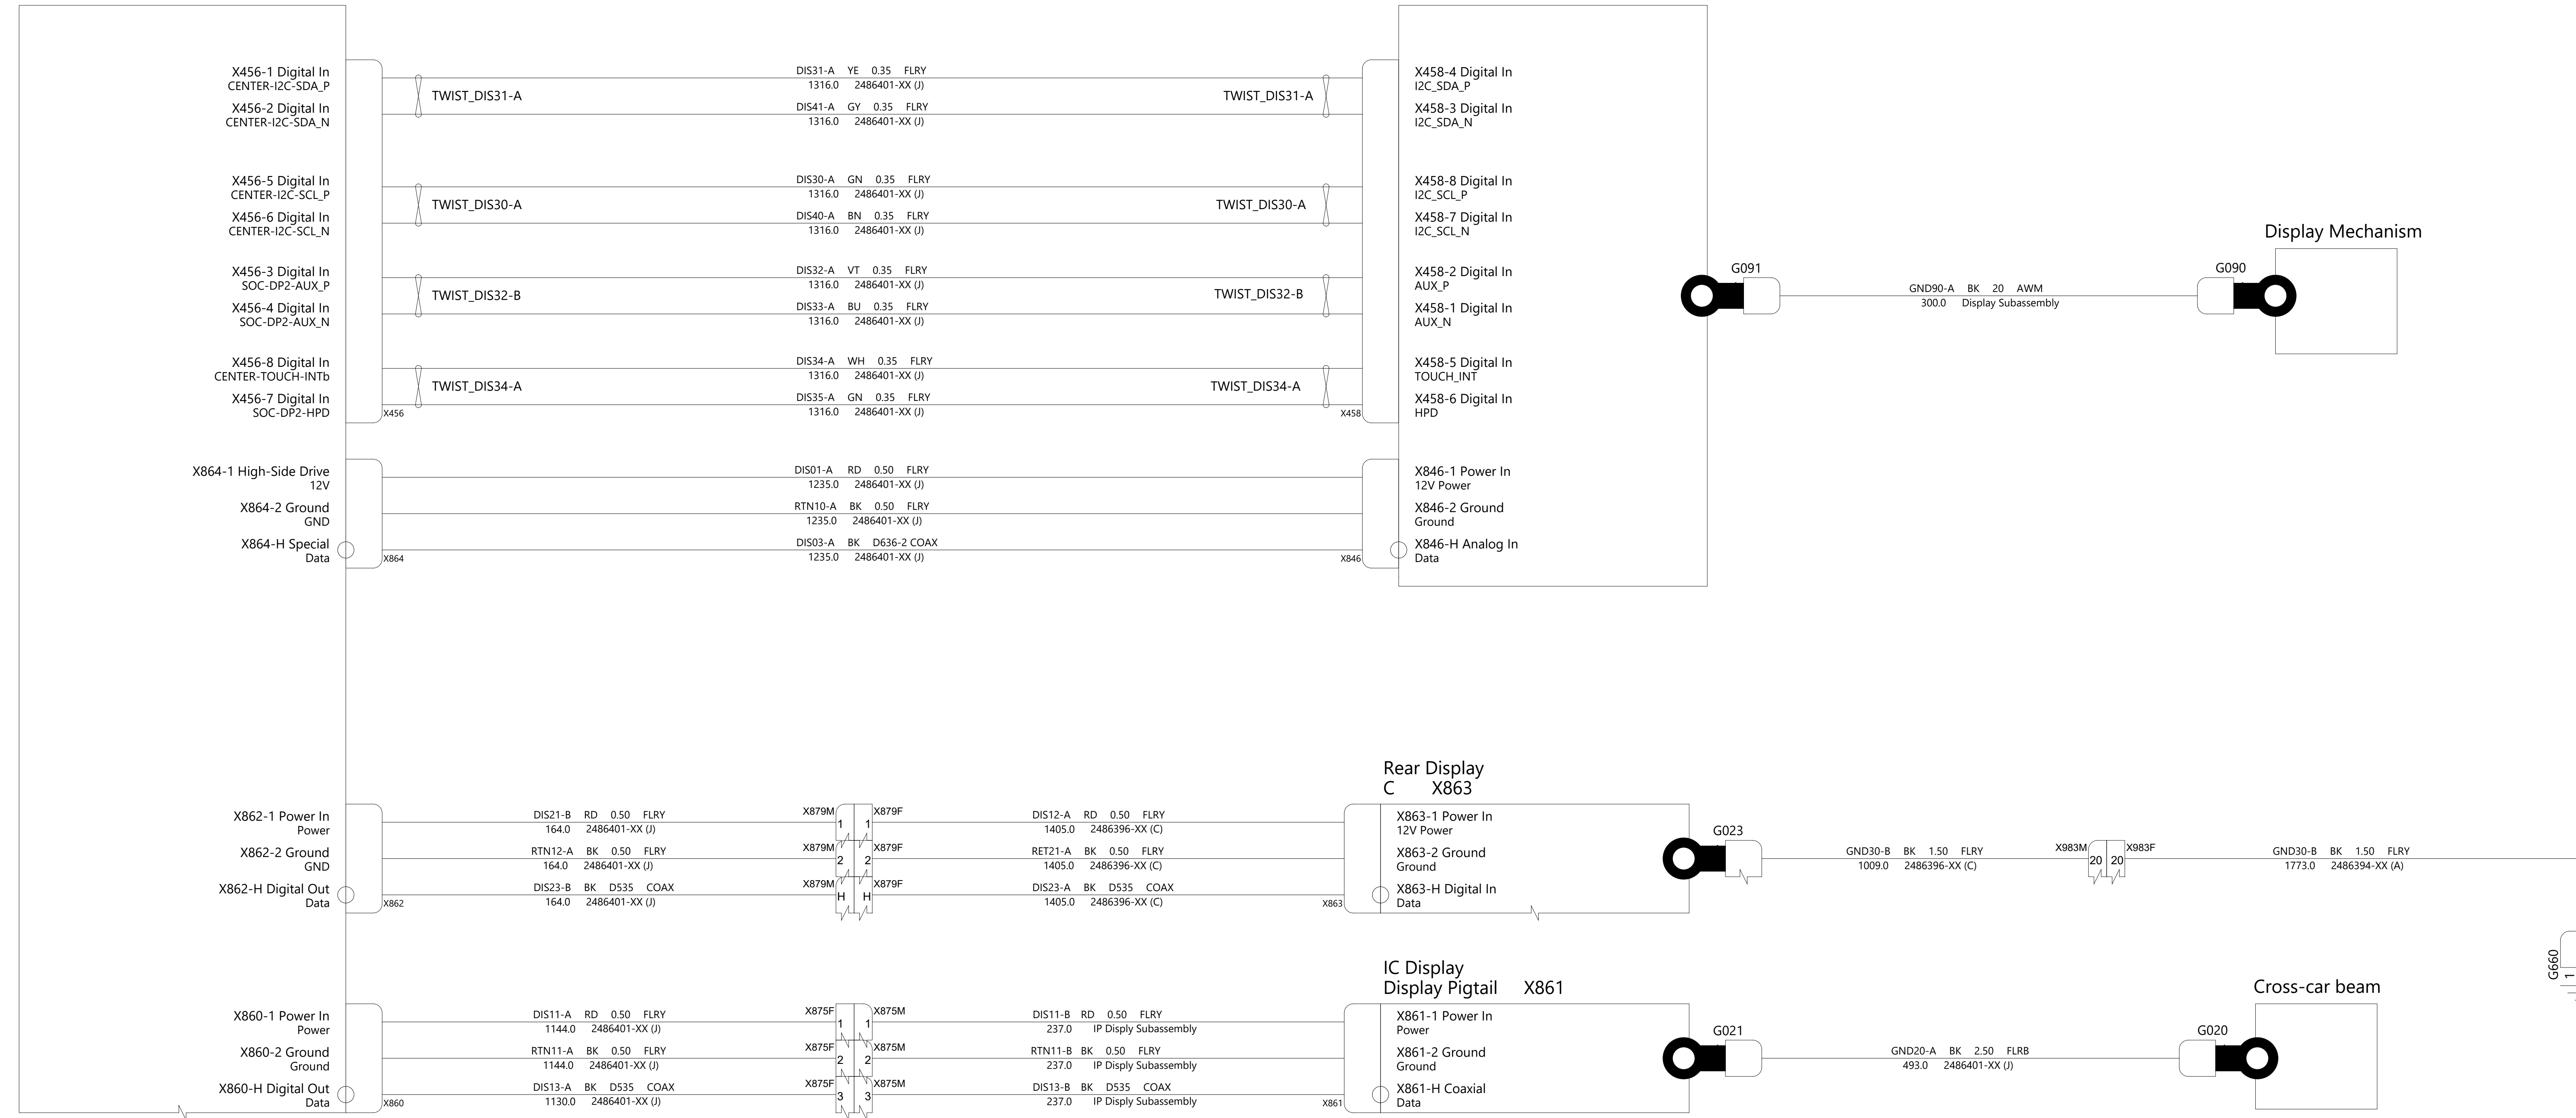 X456-1 Digital In
CENTER-I2C-SDA_P
X456-2 Digital In
CENTER-I2C-SDA_N
X456-5 Digital In
CENTER-I2C-SCL_P
X456-6 Digital In
CENTER-I2C-SCL_N
X456-3 Digital In
SOC-DP2-AUX_P
X456-4 Digital In
SOC-DP2-AUX_N
X456-8 Digital In
CENTER-TOUCH-INTb
X456-7 Digital In
SOC-DP2-HPD
X456
TWIST_DIS31-A
TWIST_DIS30-A
TWIST_DIS32-B
TWIST_DIS34-A
DIS31-A YE 0.35 FLRY
1316.0 2486401-XX (J)
DIS41-A GY 0.35 FLRY
1316.0 2486401-XX (J)
DIS30-A GN 0.35 FLRY
1316.0 2486401-XX (J)
DIS40-A BN 0.35 FLRY
1316.0 2486401-XX (J)
DIS32-A VT 0.35 FLRY
1316.0 2486401-XX (J)
DIS33-A BU 0.35 FLRY
1316.0 2486401-XX (J)
DIS34-A WH 0.35 FLRY
1316.0 2486401-XX (J)
DIS35-A GN 0.35 FLRY
1316.0 2486401-XX (J)
TWIST_DIS31-A
TWIST_DIS30-A
TWIST_DIS32-B
TWIST_DIS34-A
X458
X458-4 Digital In
I2C_SDA_P
X458-3 Digital In
I2C_SDA_N
X458-8 Digital In
I2C_SCL_P
X458-7 Digital In
I2C_SCL_N
X458-2 Digital In
AUX_P
X458-1 Digital In
AUX_N
X458-5 Digital In
TOUCH_INT
X458-6 Digital In
HPD
G091
GND90-A BK 20 AWM
300.0 Display Subassembly
G090
Display Mechanism
X864-1 High-Side Drive
12V
X864-2 Ground
GND
X864-H Special
Data
X864
DIS01-A RD 0.50 FLRY
1235.0 2486401-XX (J)
RTN10-A BK 0.50 FLRY
1235.0 2486401-XX (J)
DIS03-A BK D636-2 COAX
1235.0 2486401-XX (J)
X846
X846-1 Power In
12V Power
X846-2 Ground
Ground
X846-H Analog In
Data
X862-1 Power In
Power
X862-2 Ground
GND
X862-H Digital Out
Data
X862
DIS21-B RD 0.50 FLRY
164.0 2486401-XX (J)
RTN12-A BK 0.50 FLRY
164.0 2486401-XX (J)
DIS23-B BK D535 COAX
164.0 2486401-XX (J)
X879M 1 1 X879F
X879M 2 2 X879F
X879M H H X879F
DIS12-A RD 0.50 FLRY
1405.0 2486396-XX (C)
RET21-A BK 0.50 FLRY
1405.0 2486396-XX (C)
DIS23-A BK D535 COAX
1405.0 2486396-XX (C)
X863
Rear Display
C X863
X863-1 Power In
12V Power
X863-2 Ground
Ground
X863-H Digital In
Data
G023
GND30-B BK 1.50 FLRY
1009.0 2486396-XX (C)
X983M 20 20 X983F
GND30-B BK 1.50 FLRY
1773.0 2486394-XX (A)
G660
1
X860-1 Power In
Power
X860-2 Ground
Ground
X860-H Digital Out
Data
X860
DIS11-A RD 0.50 FLRY
1144.0 2486401-XX (J)
RTN11-A BK 0.50 FLRY
1144.0 2486401-XX (J)
DIS13-A BK D535 COAX
1130.0 2486401-XX (J)
X875F 1 1 X875M
X875F 2 2 X875M
X875F 3 3 X875M
DIS11-B RD 0.50 FLRY
237.0 IP Disply Subassembly
RTN11-B BK 0.50 FLRY
237.0 IP Disply Subassembly
DIS13-B BK D535 COAX
237.0 IP Disply Subassembly
X861
IC Display
Display Pigtail X861
X861-1 Power In
Power
X861-2 Ground
Ground
X861-H Coaxial
Data
G021
GND20-A BK 2.50 FLRB
493.0 2486401-XX (J)
G020
Cross-car beam